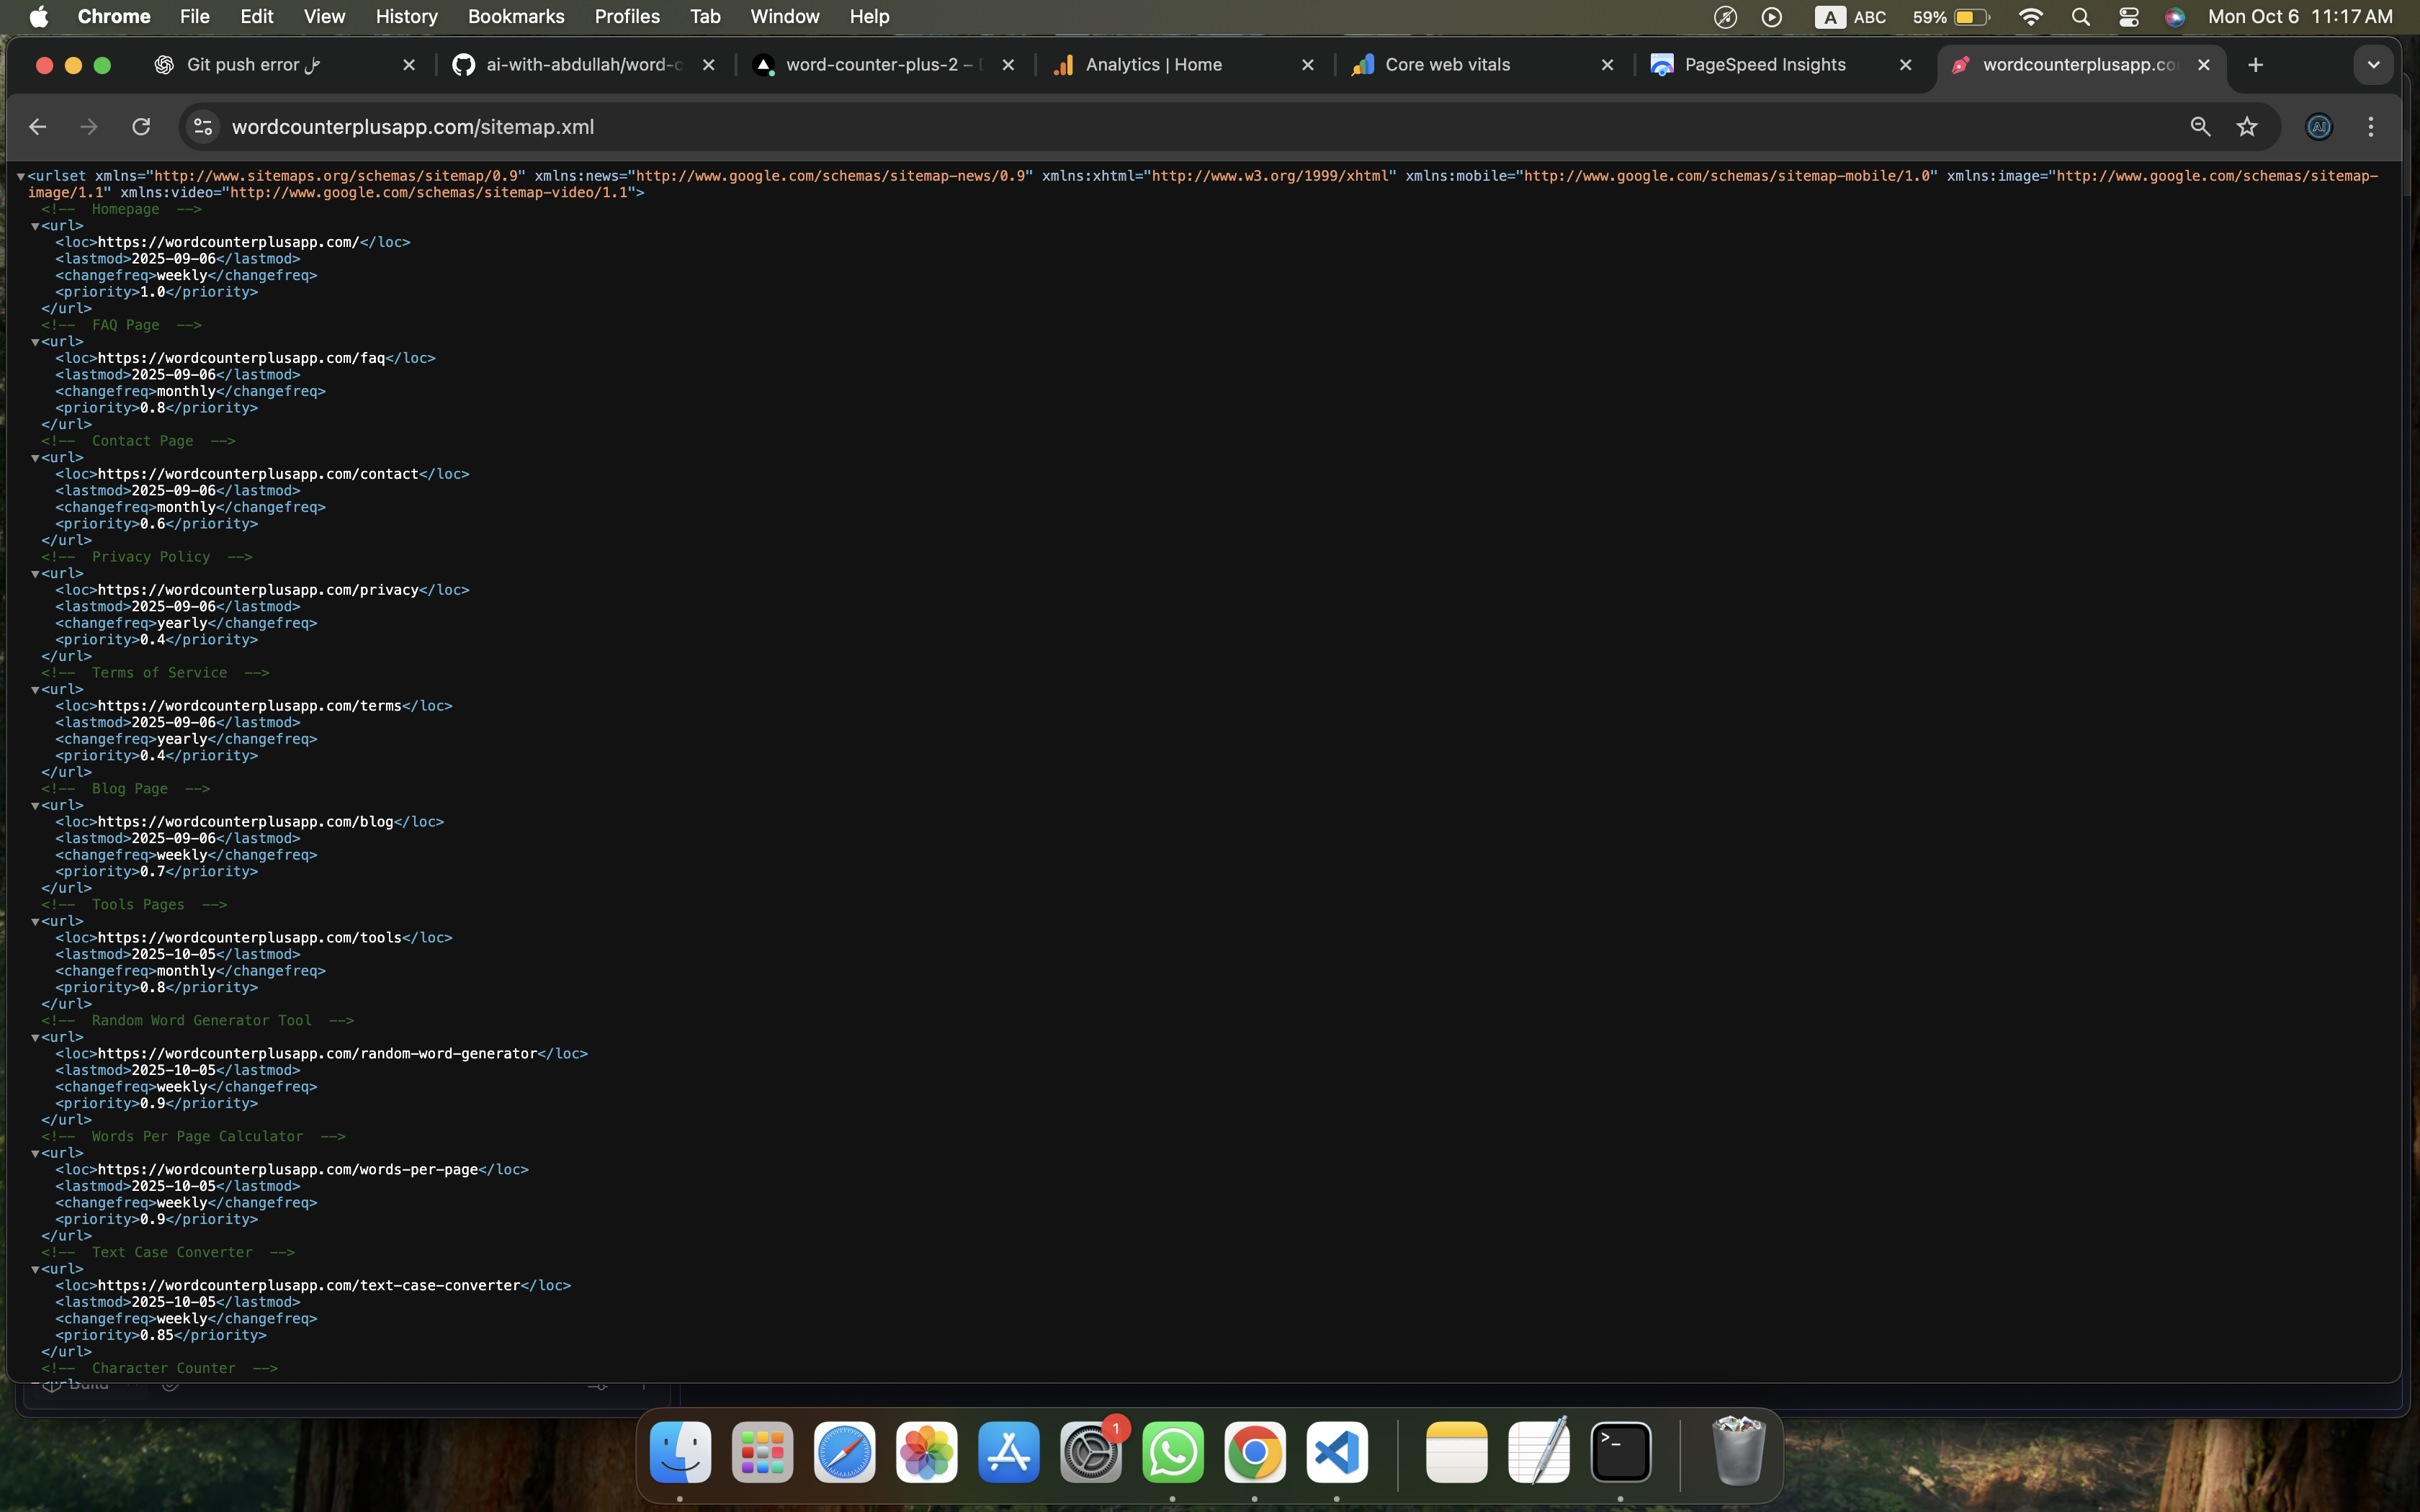 Chrome File Edit View History Bookmarks Profiles Tab Window Help A ABC 59% Mon Oct 6 11:17 AM
Git push error حل ai-with-abdullah/word-c word-counter-plus-2 – Analytics | Home Core web vitals PageSpeed Insights wordcounterplusapp.co
wordcounterplusapp.com/sitemap.xml AI
<urlset xmlns="http://www.sitemaps.org/schemas/sitemap/0.9" xmlns:news="http://www.google.com/schemas/sitemap-news/0.9" xmlns:xhtml="http://www.w3.org/1999/xhtml" xmlns:mobile="http://www.google.com/schemas/sitemap-mobile/1.0" xmlns:image="http://www.google.com/schemas/sitemap-
image/1.1" xmlns:video="http://www.google.com/schemas/sitemap-video/1.1">
<!-- Homepage -->
<url>
<loc>https://wordcounterplusapp.com/</loc>
<lastmod>2025-09-06</lastmod>
<changefreq>weekly</changefreq>
<priority>1.0</priority>
</url>
<!-- FAQ Page -->
<url>
<loc>https://wordcounterplusapp.com/faq</loc>
<lastmod>2025-09-06</lastmod>
<changefreq>monthly</changefreq>
<priority>0.8</priority>
</url>
<!-- Contact Page -->
<url>
<loc>https://wordcounterplusapp.com/contact</loc>
<lastmod>2025-09-06</lastmod>
<changefreq>monthly</changefreq>
<priority>0.6</priority>
</url>
<!-- Privacy Policy -->
<url>
<loc>https://wordcounterplusapp.com/privacy</loc>
<lastmod>2025-09-06</lastmod>
<changefreq>yearly</changefreq>
<priority>0.4</priority>
</url>
<!-- Terms of Service -->
<url>
<loc>https://wordcounterplusapp.com/terms</loc>
<lastmod>2025-09-06</lastmod>
<changefreq>yearly</changefreq>
<priority>0.4</priority>
</url>
<!-- Blog Page -->
<url>
<loc>https://wordcounterplusapp.com/blog</loc>
<lastmod>2025-09-06</lastmod>
<changefreq>weekly</changefreq>
<priority>0.7</priority>
</url>
<!-- Tools Pages -->
<url>
<loc>https://wordcounterplusapp.com/tools</loc>
<lastmod>2025-10-05</lastmod>
<changefreq>monthly</changefreq>
<priority>0.8</priority>
</url>
<!-- Random Word Generator Tool -->
<url>
<loc>https://wordcounterplusapp.com/random-word-generator</loc>
<lastmod>2025-10-05</lastmod>
<changefreq>weekly</changefreq>
<priority>0.9</priority>
</url>
<!-- Words Per Page Calculator -->
<url>
<loc>https://wordcounterplusapp.com/words-per-page</loc>
<lastmod>2025-10-05</lastmod>
<changefreq>weekly</changefreq>
<priority>0.9</priority>
</url>
<!-- Text Case Converter -->
<url>
<loc>https://wordcounterplusapp.com/text-case-converter</loc>
<lastmod>2025-10-05</lastmod>
<changefreq>weekly</changefreq>
<priority>0.85</priority>
</url>
<!-- Character Counter -->
<url>
Build
1